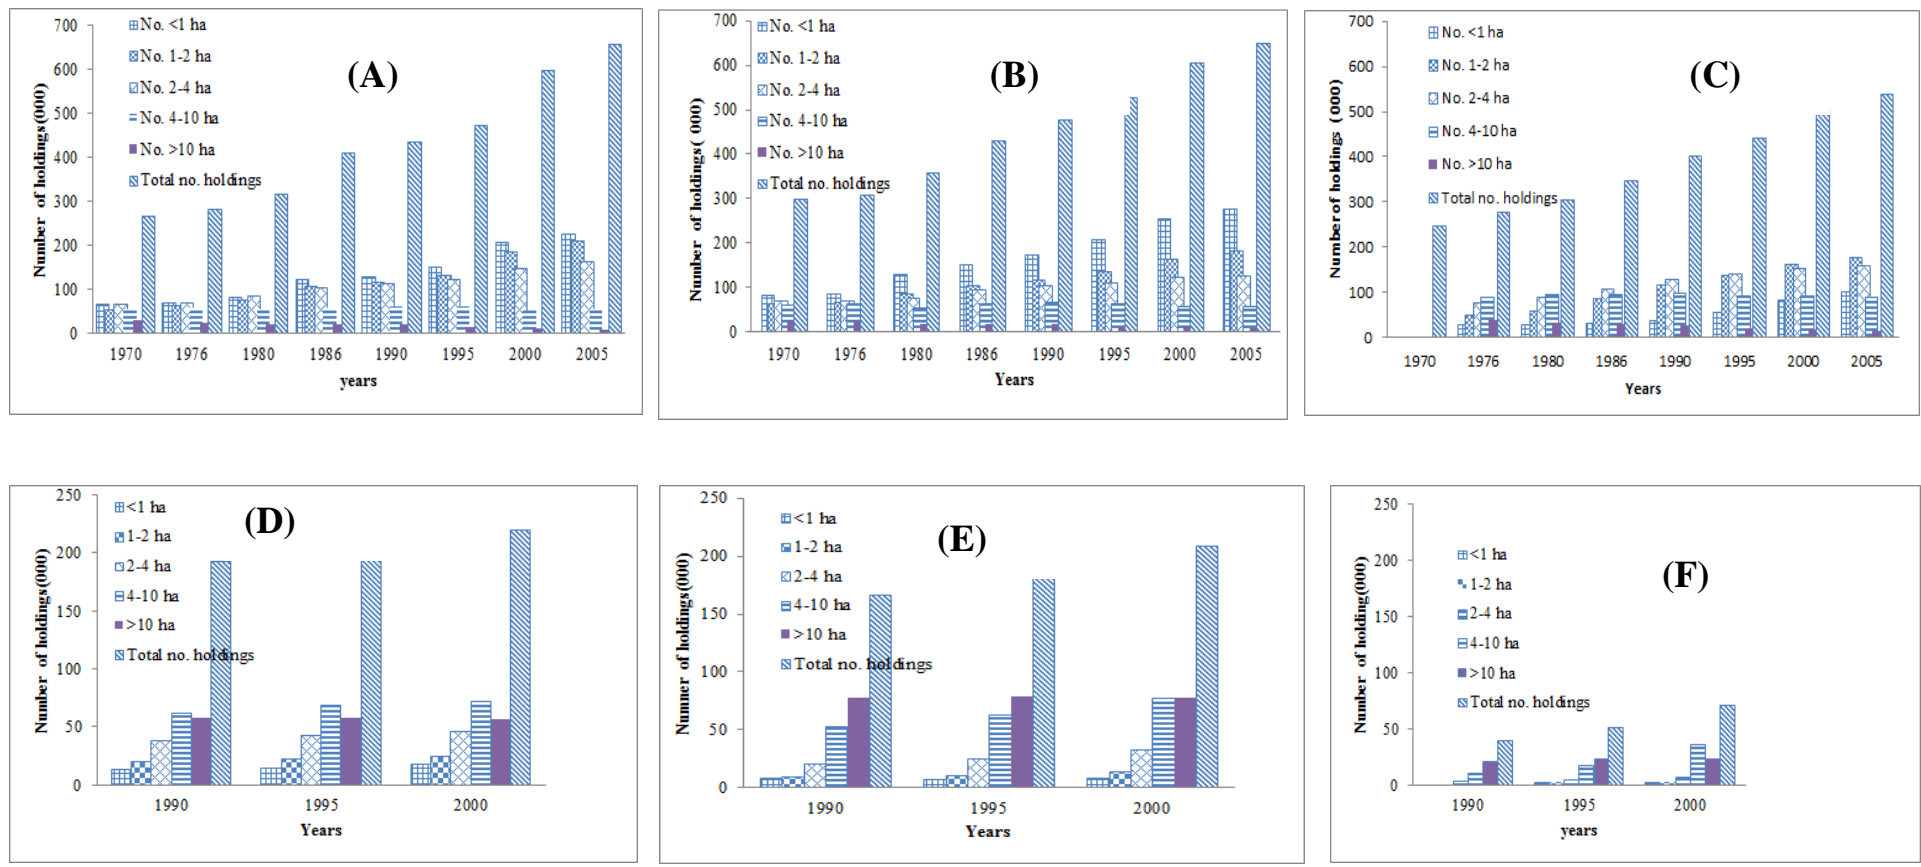 700
600
500
400
300
200
100
0
Number of holdings(000)
No. <1 ha
No. 1-2 ha
No. 2-4 ha
No. 4-10 ha
No. >10 ha
Total no. holdings
(A)
1970 1976 1980 1986 1990 1995 2000 2005
years
700
600
500
400
300
200
100
0
Number of holdings( 000)
No. <1 ha
No. 1-2 ha
No. 2-4 ha
No. 4-10 ha
No. >10 ha
Total no. holdings
(B)
1970 1976 1980 1986 1990 1995 2000 2005
Years
700
600
500
400
300
200
100
0
Number of holdings (000)
No. <1 ha
No. 1-2 ha
No. 2-4 ha
No. 4-10 ha
No. >10 ha
Total no. holdings
(C)
1970 1976 1980 1986 1990 1995 2000 2005
Years
250
200
150
100
50
0
Number of holdings(000)
<1 ha
1-2 ha
2-4 ha
4-10 ha
>10 ha
Total no. holdings
(D)
1990 1995 2000
Years
250
200
150
100
50
0
Numner of holdings(000)
<1 ha
1-2 ha
2-4 ha
4-10 ha
>10 ha
Total no. holdings
(E)
1990 1995 2000
Years
250
200
150
100
50
0
Number of holding(000)
<1 ha
1-2 ha
2-4 ha
4-10 ha
>10 ha
Total no. holdings
(F)
1990 1995 2000
years